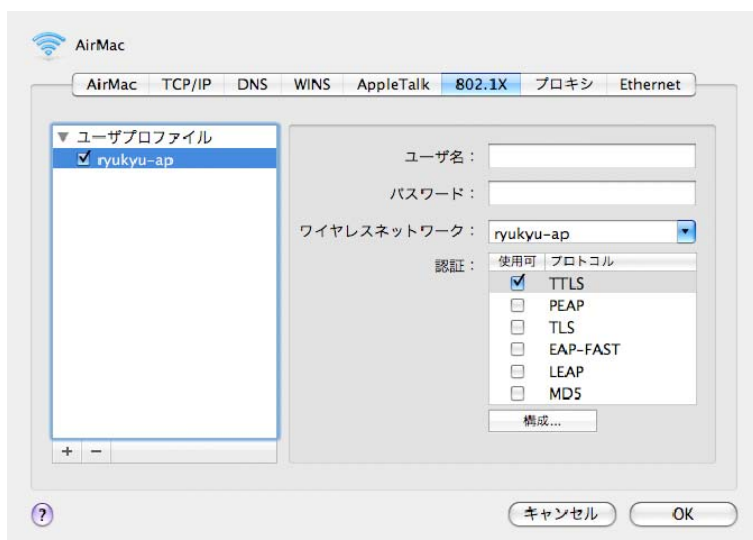 AirMac
AirMac TCP/IP DNS WINS AppleTalk 802.1X プロキシ Ethernet
▼ ユーザプロファイル
ryukyu-ap
ユーザ名：
パスワード：
ワイヤレスネットワーク： ryukyu-ap
認証： 使用可 プロトコル
TTLS
PEAP
TLS
EAP-FAST
LEAP
MD5
構成...
+ −
? キャンセル OK